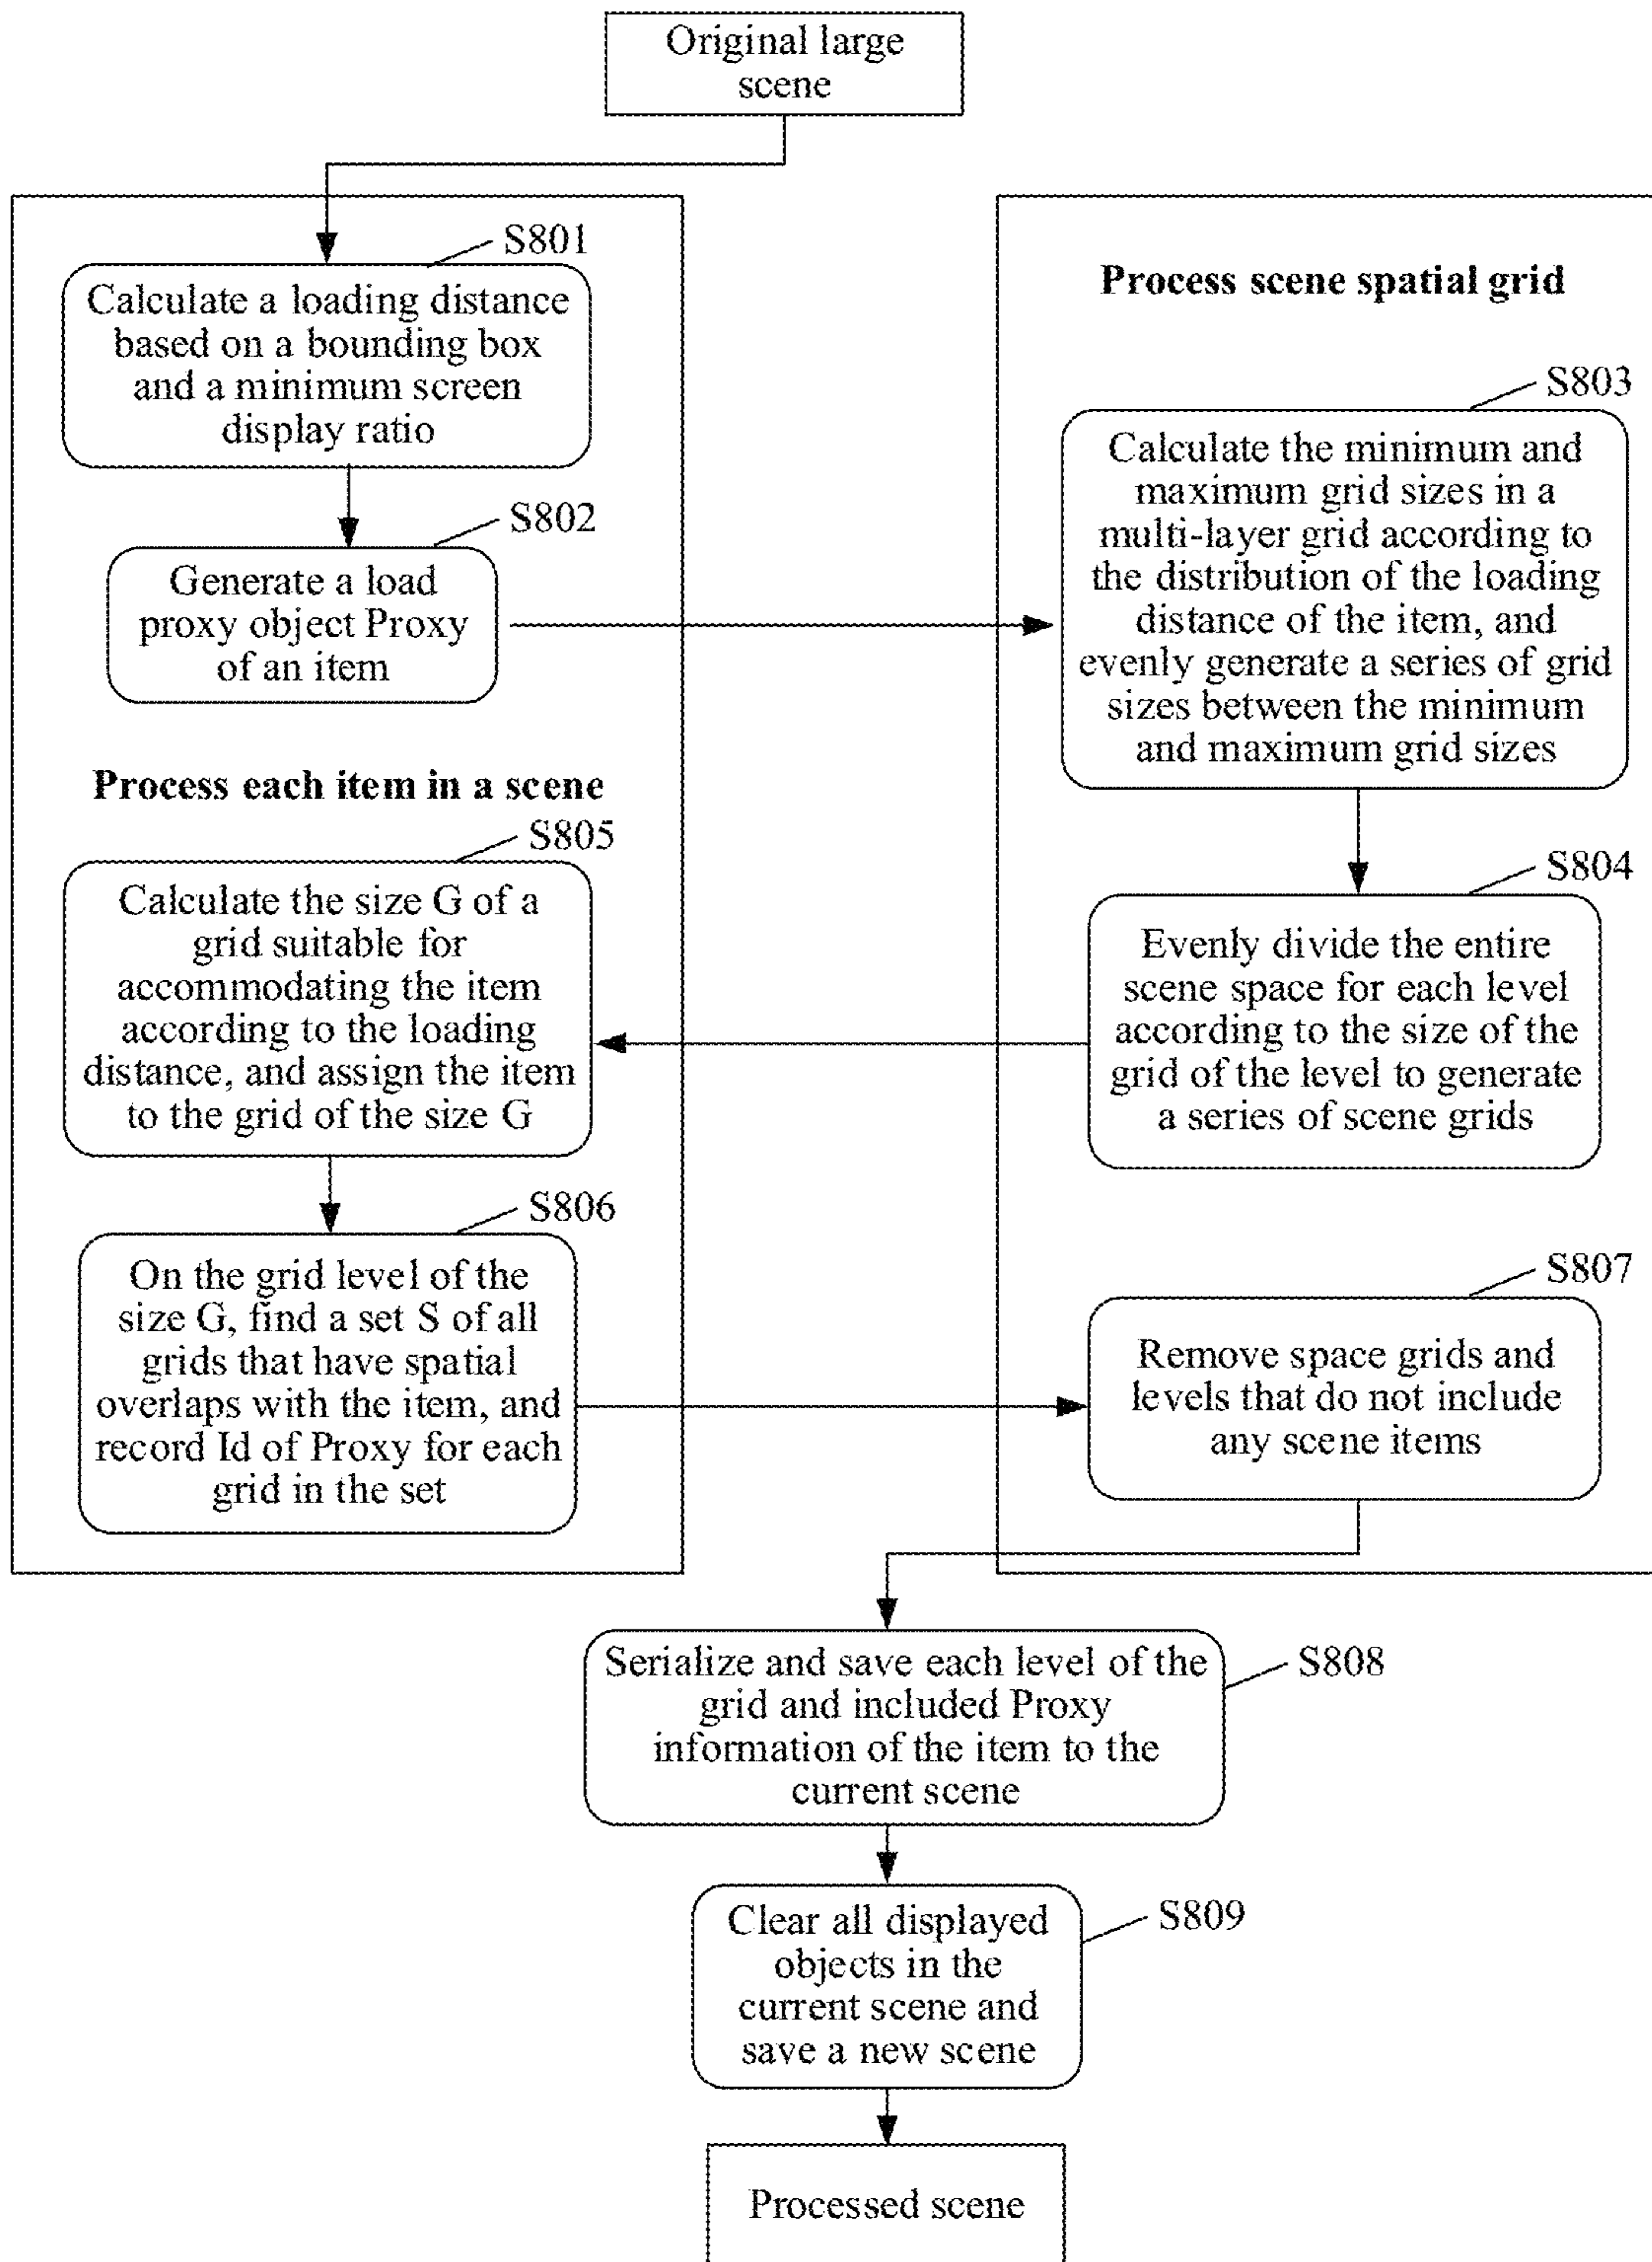 Original large
scene
S801
Calculate a loading distance
based on a bounding box
and a minimum screen
display ratio
S802
Generate a load
proxy object Proxy
of an item
Process scene spatial grid
S803
Calculate the minimum and
maximum grid sizes in a
multi-layer grid according to
the distribution of the loading
distance of the item, and
evenly generate a series of grid
sizes between the minimum
and maximum grid sizes
S804
Evenly divide the entire
scene space for each level
according to the size of the
grid of the level to generate
a series of scene grids
Process each item in a scene
S805
Calculate the size G of a
grid suitable for
accommodating the item
according to the loading
distance, and assign the item
to the grid of the size G
S806
On the grid level of the
size G, find a set S of all
grids that have spatial
overlaps with the item, and
record Id of Proxy for each
grid in the set
S807
Remove space grids and
levels that do not include
any scene items
S808
Serialize and save each level of the
grid and included Proxy
information of the item to the
current scene
S809
Clear all displayed
objects in the
current scene and
save a new scene
Processed scene